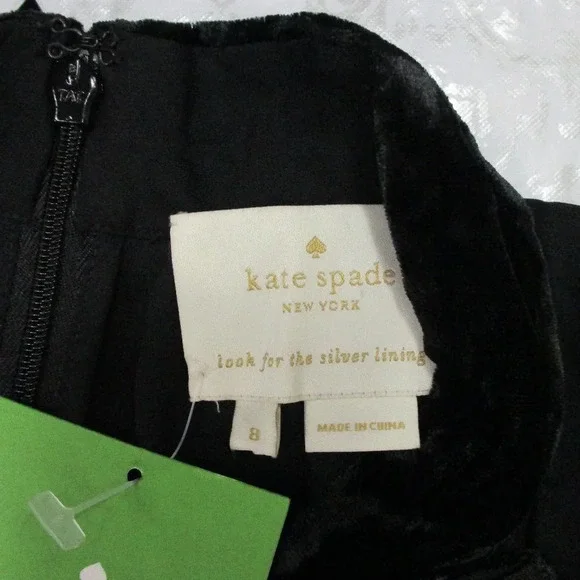 kate spade
NEW YORK
look for the silver lining
8
MADE IN CHINA